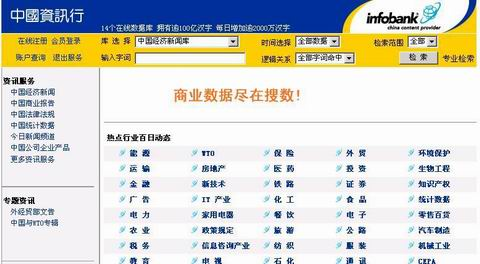 中國資訊行
14个在线数据库 拥有逾100亿汉字 每日增加逾2000万汉字
infobank
china content provider
在线注册 会员登录
库 选 择 中国经济新闻库
时间选择 全部数据
检索范围 全部
账户查询 退出服务
输入字词
逻辑关系 全部字词命中
检 索
专业检索
资讯服务
中国经济新闻
中国商业报告
中国法律法规
中国统计数据
今日新闻频道
中国公司企业产品
更多资讯服务
专题资讯
外经贸部文告
中国与WTO专辑
商业数据尽在搜数!
热点行业百日动态
能 源 WTO 保 险 外 贸 环境保护
运 输 房地产 医 药 投 资 生物工程
金 融 新技术 铁 路 证 券 知识产权
广 告 IT 产业 化 工 食 品 统计数据
电 力 家用电器 餐 饮 电 子 零售百货
农 业 政策规定 旅 游 公 路 汽车制造
税 务 信息咨询产业 纺 织 服 装 机械工业
教 育 电 视 石 化 通 讯 CEPA